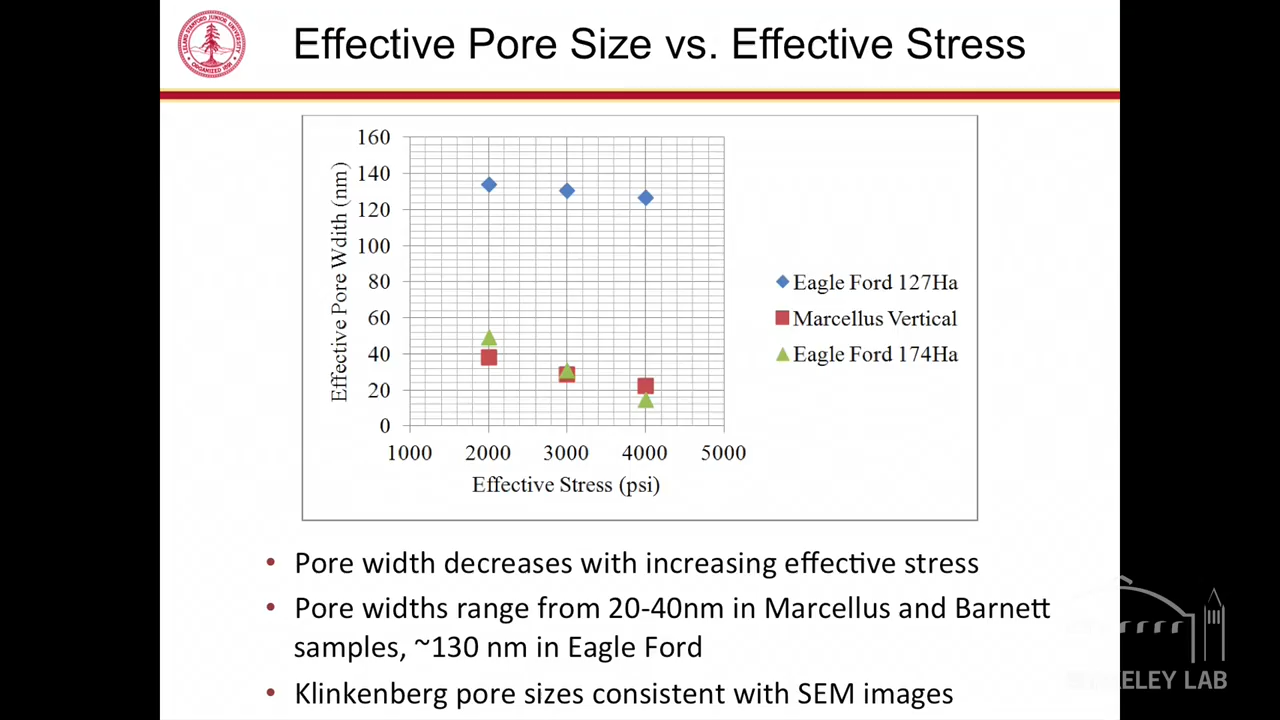 Effective Pore Size vs. Effective Stress
160
140
120
100
80
60
40
20
0
Effective Pore Wdith (nm)
1000 2000 3000 4000 5000
Effective Stress (psi)
Eagle Ford 127Ha
Marcellus Vertical
Eagle Ford 174Ha
• Pore width decreases with increasing effective stress
• Pore widths range from 20-40nm in Marcellus and Barnett
samples, ~130 nm in Eagle Ford
• Klinkenberg pore sizes consistent with SEM images
KELEY LAB